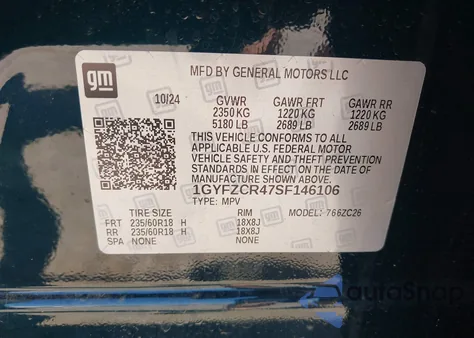 gm
MFD BY GENERAL MOTORS LLC
10/24 GVWR GAWR FRT GAWR RR
2350 KG 1220 KG 1220 KG
5180 LB 2689 LB 2689 LB
THIS VEHICLE CONFORMS TO ALL
APPLICABLE U.S. FEDERAL MOTOR
VEHICLE SAFETY AND THEFT PREVENTION
STANDARDS IN EFFECT ON THE DATE OF
MANUFACTURE SHOWN ABOVE.
1GYFZCR47SF146106
TYPE: MPV MODEL: 766ZC26
TIRE SIZE RIM
FRT 235/60R18 H 18X8J
RR 235/60R18 H 18X8J
SPA NONE NONE
AutoSnap